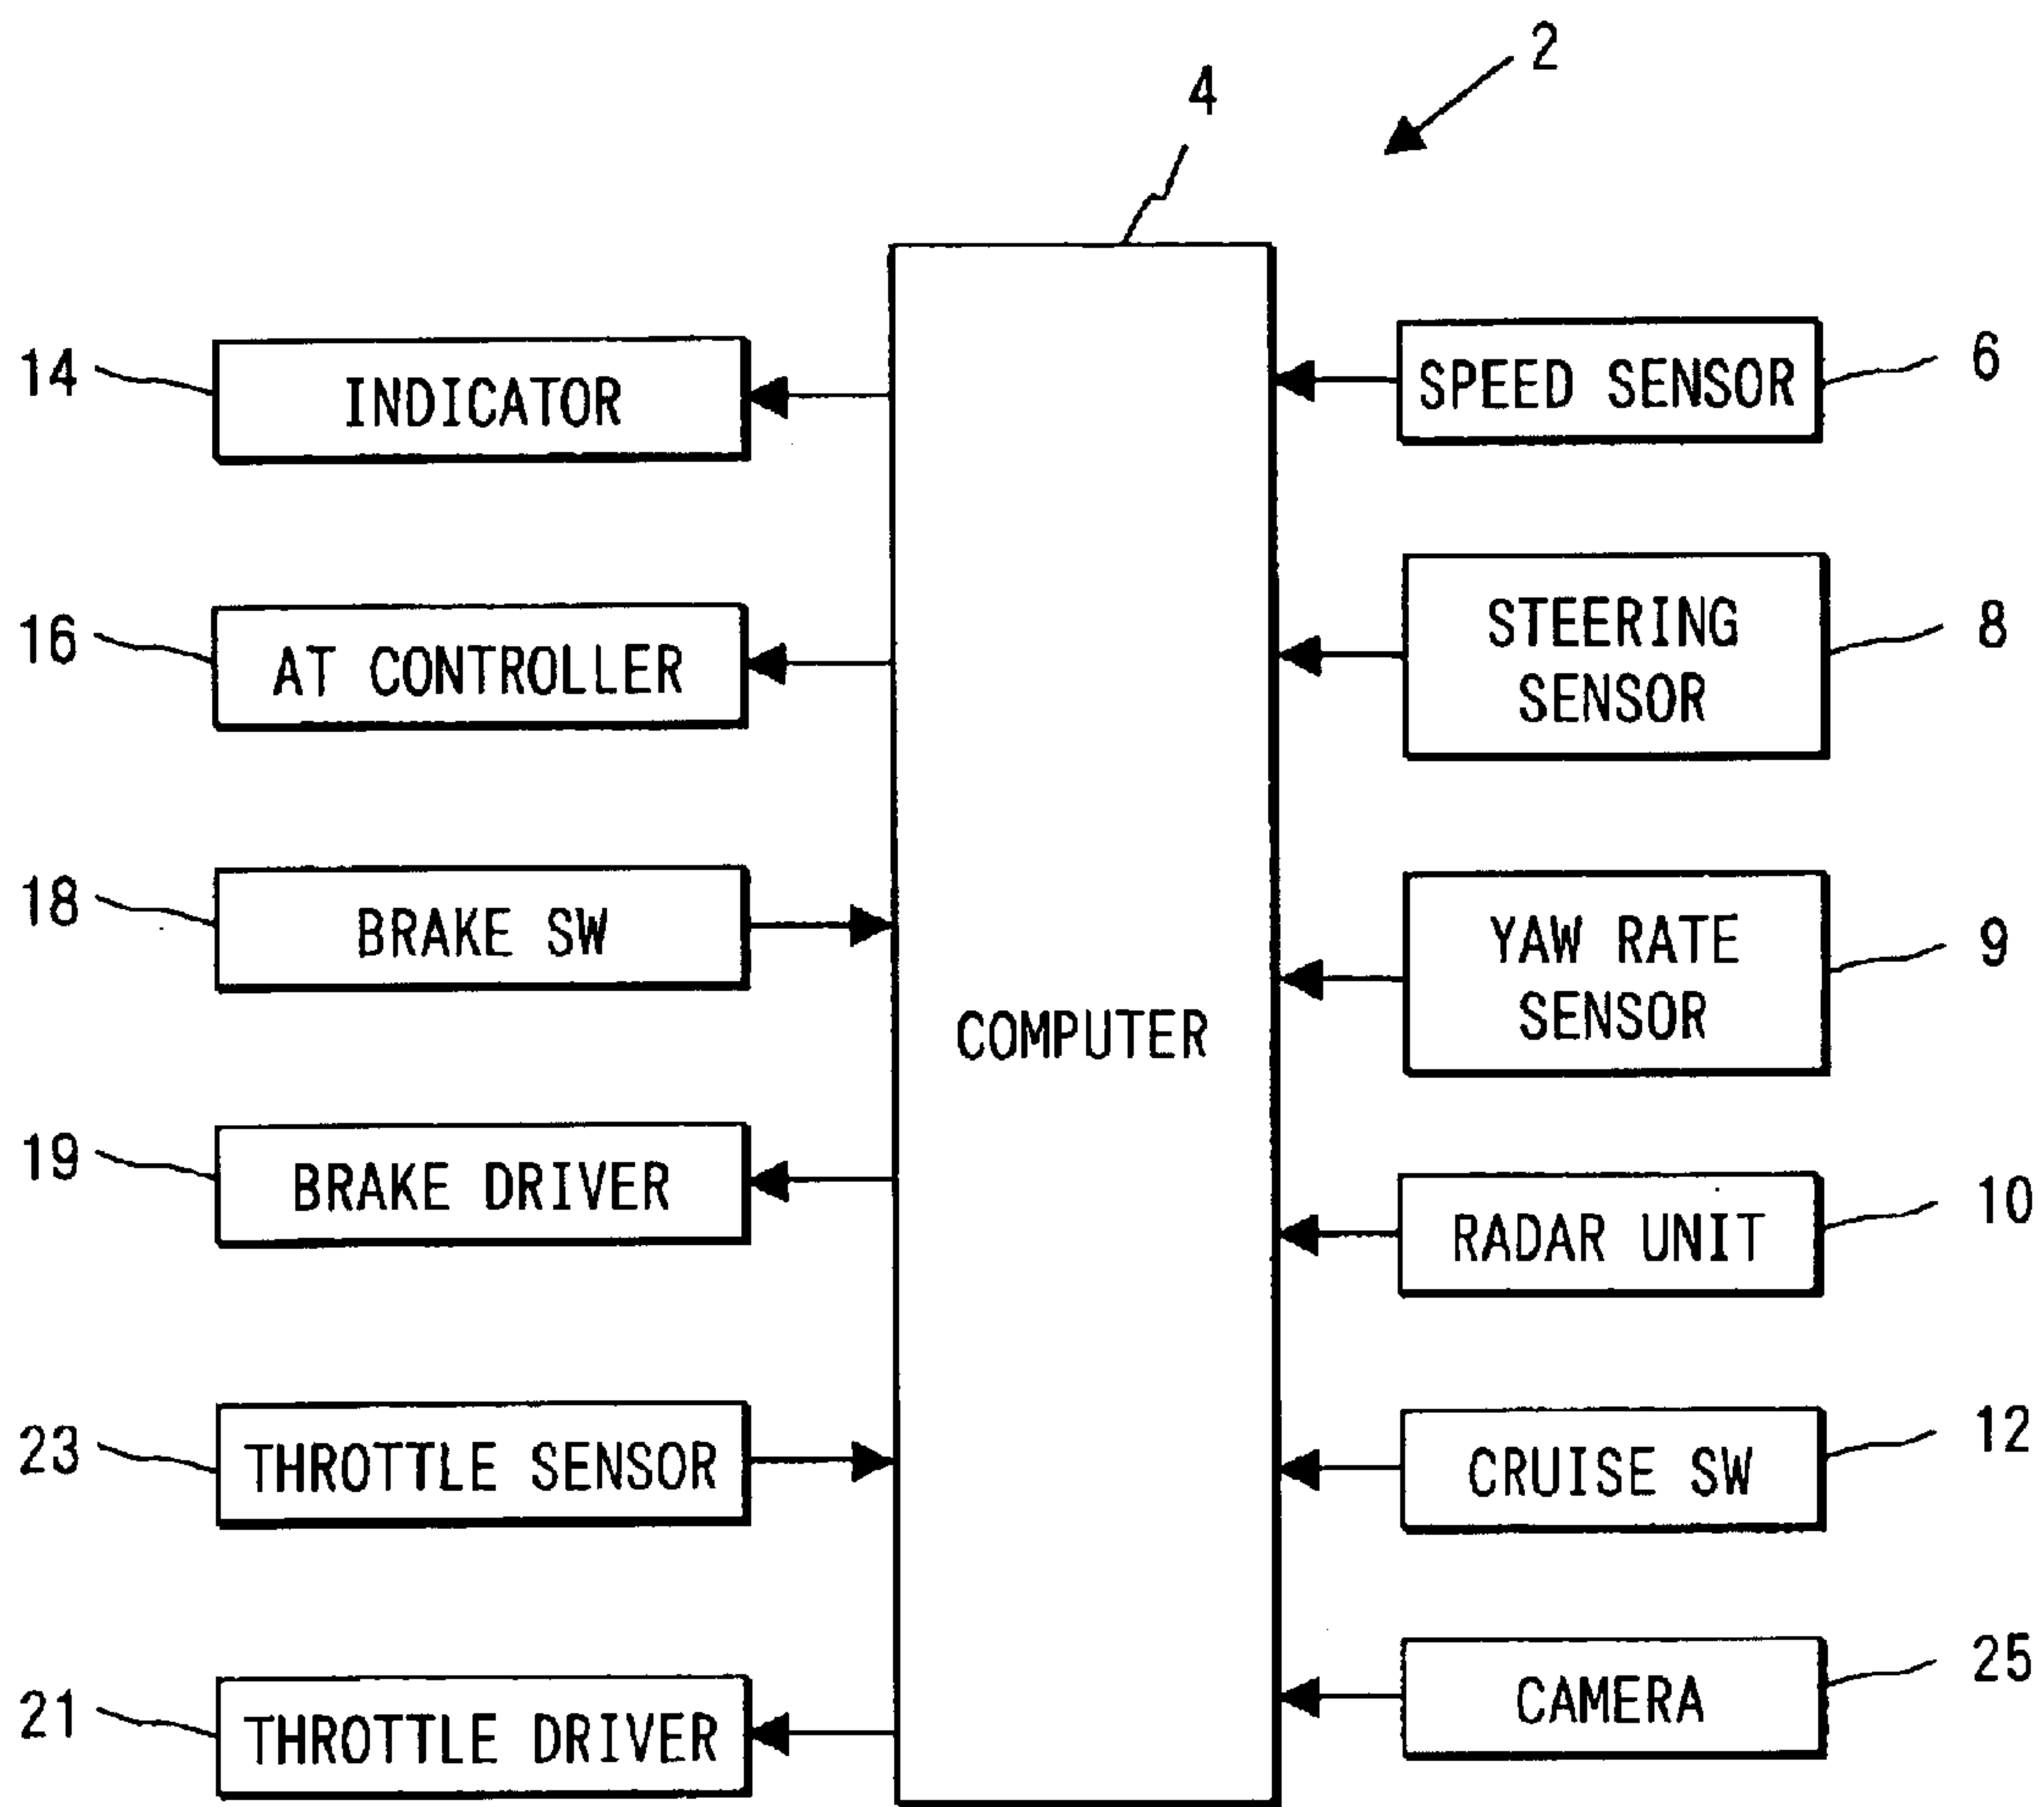 2
4
14
INDICATOR
SPEED SENSOR
6
16
AT CONTROLLER
STEERING
SENSOR
8
18
BRAKE SW
YAW RATE
SENSOR
9
COMPUTER
19
BRAKE DRIVER
RADAR UNIT
10
23
THROTTLE SENSOR
CRUISE SW
12
21
THROTTLE DRIVER
CAMERA
25